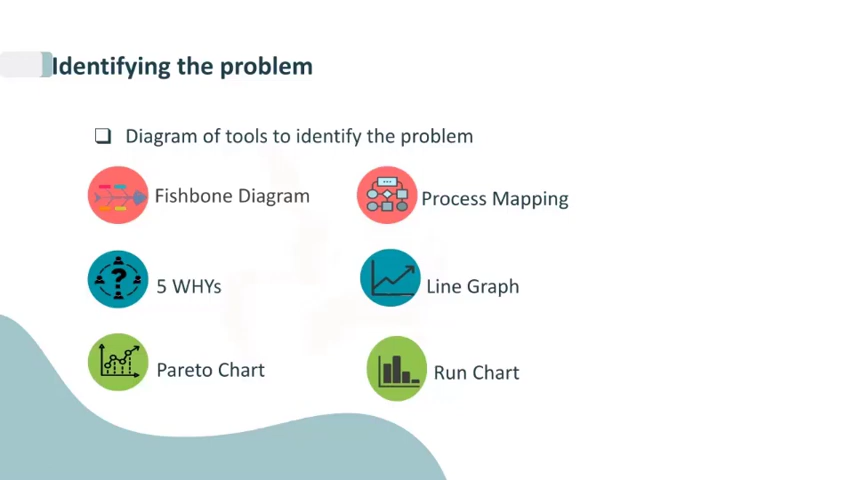 Identifying the problem
❑ Diagram of tools to identify the problem
Fishbone Diagram
Process Mapping
5 WHYs
Line Graph
Pareto Chart
Run Chart